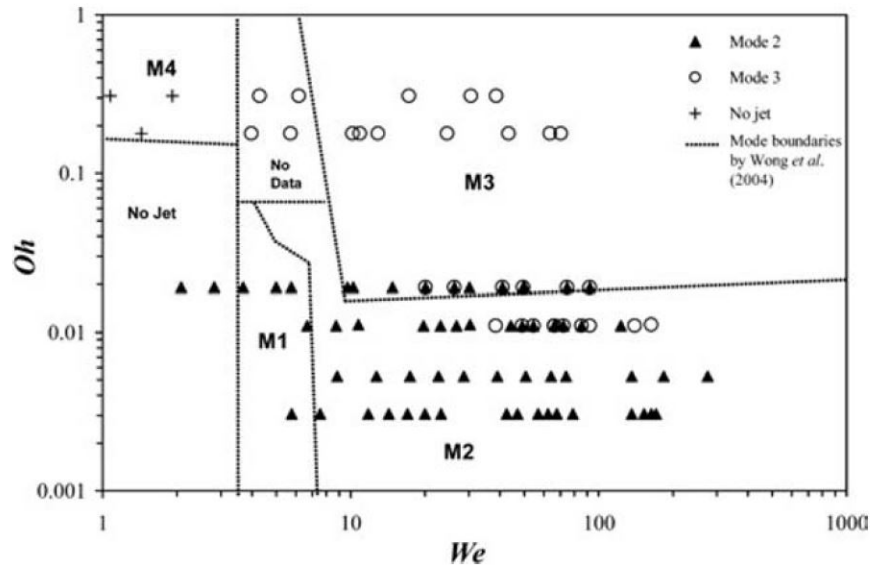 1
0.1
0.01
0.001
Oh
M4
No Jet
No
Data
M3
M1
M2
Mode 2
Mode 3
No jet
Mode boundaries
by Wong et al.
(2004)
1
10
100
1000
We